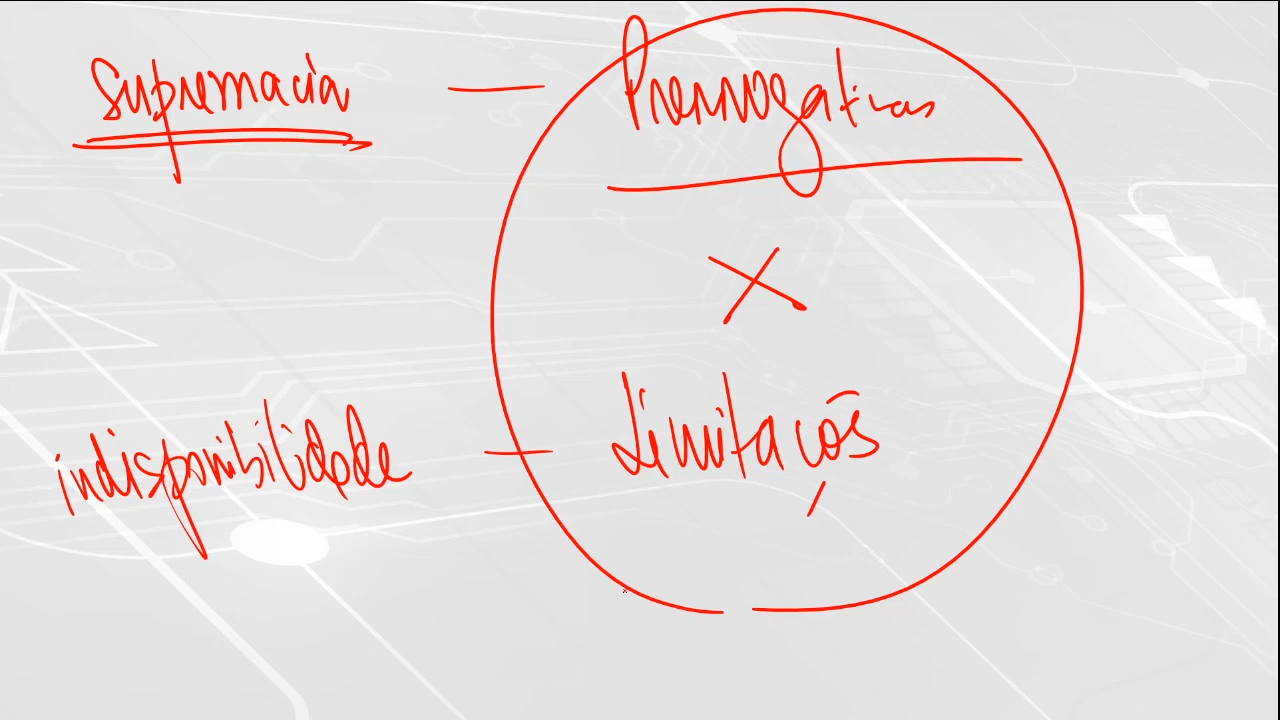 Supremacia — Prerrogativas
X
indisponibilidade — Limitações